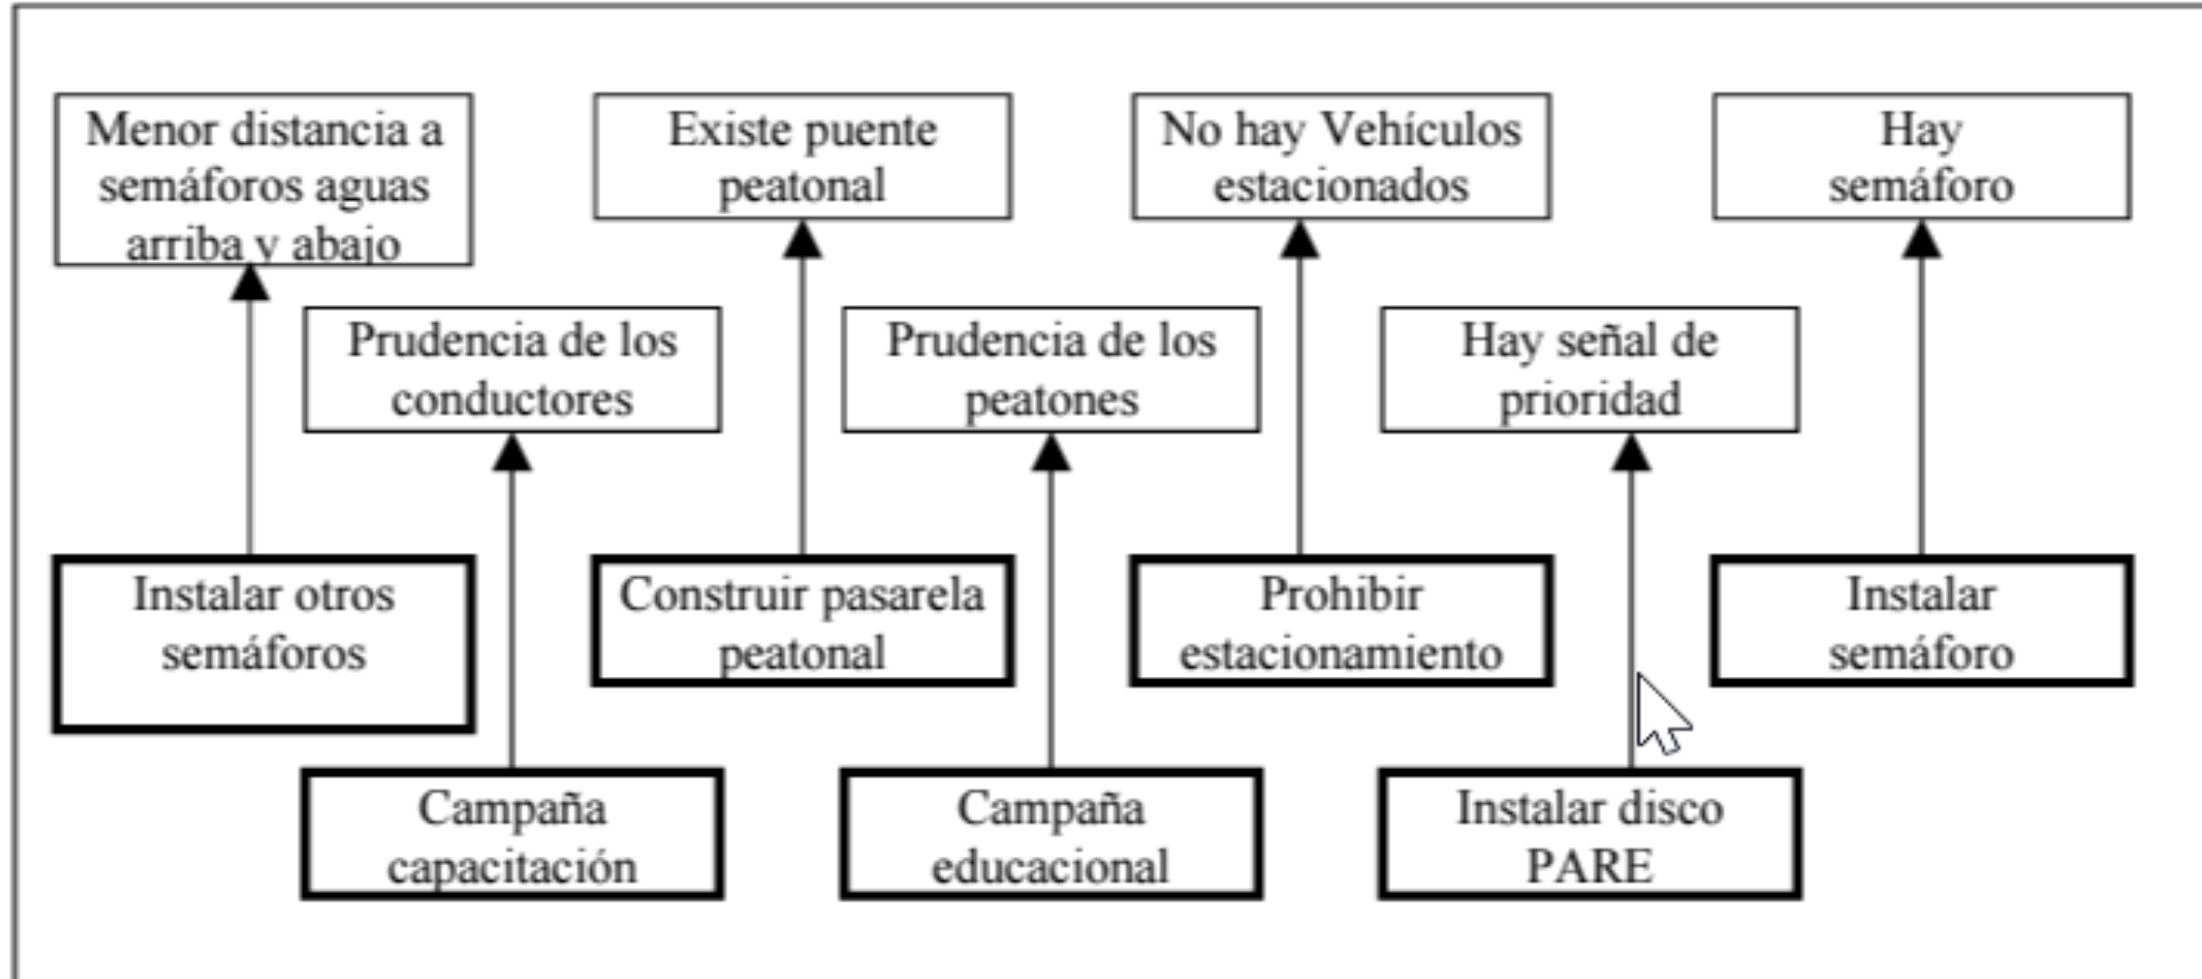 Menor distancia a
semáforos aguas
arriba y abajo
Existe puente
peatonal
No hay Vehículos
estacionados
Hay
semáforo
Prudencia de los
conductores
Prudencia de los
peatones
Hay señal de
prioridad
Instalar otros
semáforos
Construir pasarela
peatonal
Prohibir
estacionamiento
Instalar
semáforo
Campaña
capacitación
Campaña
educacional
Instalar disco
PARE